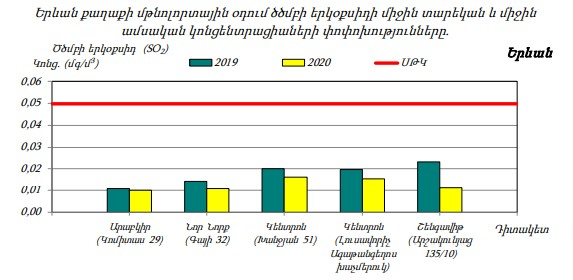 Երևան քաղաքի մթնոլորտային օրում ծծմբի երկօքսիդի միջին տարեկան և միջին
ամսական կոնցենտրացիաների փոփոխությունները.
Ծծմբի երկօքսիդ (SO₂)
Կոնց. (մգ/մ³)
2019
2020
ՍԹԿ
Երևան
0,06
0,05
0,04
0,03
0,02
0,01
0,00
Արաբկիր
(Կոմիտաս 29)
Նոր Նորք
(Գայի 32)
Կենտրոն
(Խանջյան 51)
Կենտրոն
(Լուսավորիչ
Ագաթանգեղոս
խաչմերուկ)
Շենգավիթ
(Արշակունյաց
135/10)
Դիտակետ